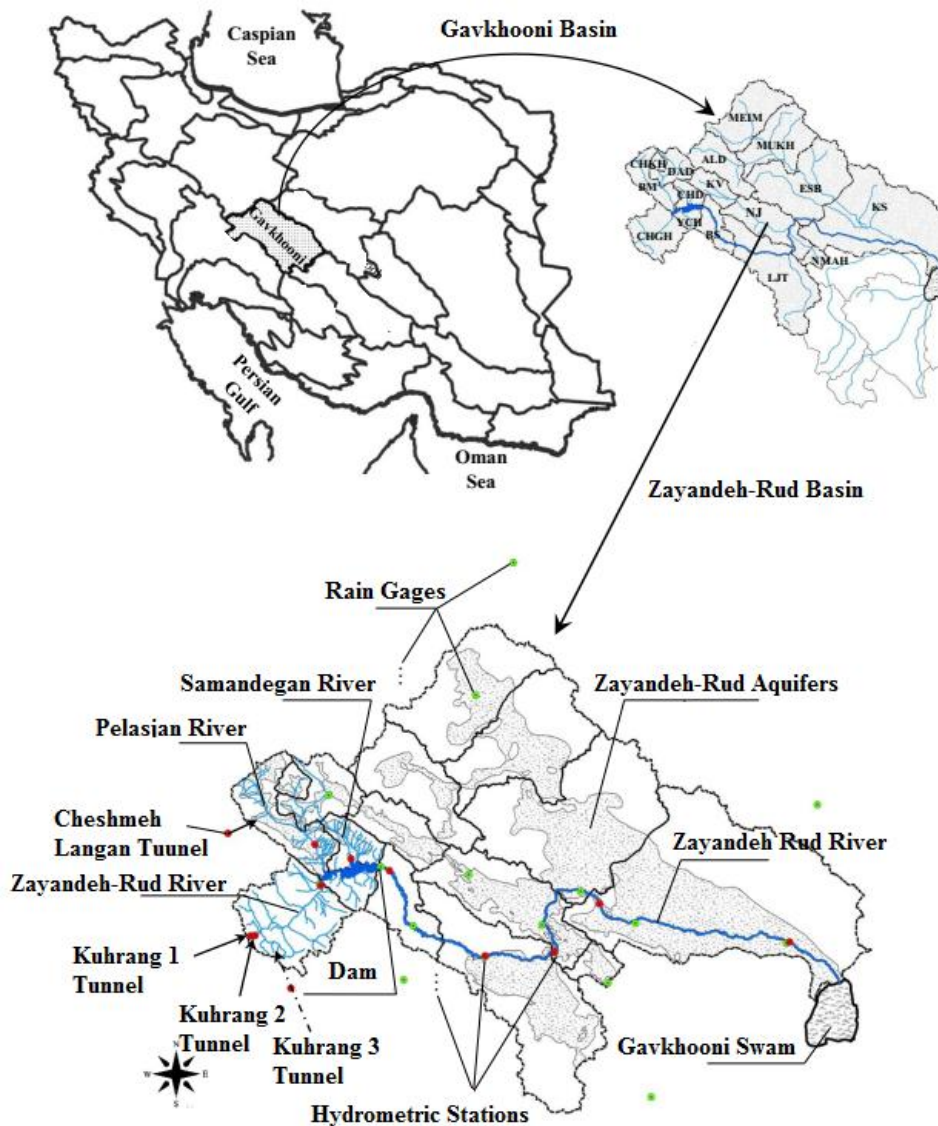 Gavkhooni Basin
Caspian
Sea
Gavkhooni
Persian
Gulf
Oman
Sea
MEIM
MUKH
CHKH
DAD
ALD
BM
CHD
KV
ESB
KS
YCH
BS
NJ
CHGH
NMAH
LJT
Zayandeh-Rud Basin
Rain Gages
Samandegan River
Zayandeh-Rud Aquifers
Pelasjan River
Cheshmeh
Langan Tuunel
Zayandeh Rud River
Zayandeh-Rud River
Kuhrang 1
Tunnel
Dam
Kuhrang 2
Tunnel
Kuhrang 3
Tunnel
Gavkhooni Swam
Hydrometric Stations
N
W
E
S